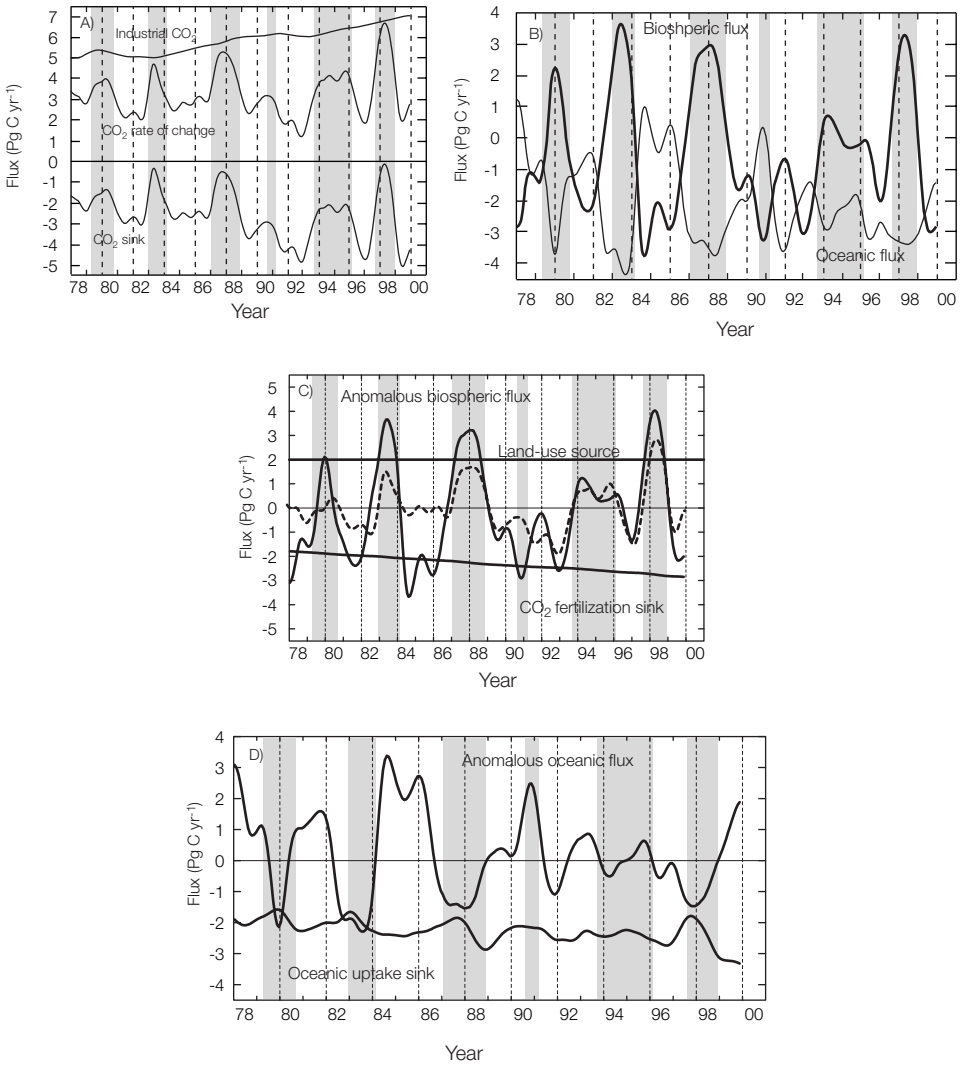 A)
Industrial CO2
CO2 rate of change
CO2 sink
Flux (Pg C yr-1)
7
6
5
4
3
2
1
0
-1
-2
-3
-4
-5
78 80 82 84 86 88 90 92 94 96 98 00
Year
B)
Bioshperic flux
Oceanic flux
Flux (Pg C yr-1)
4
3
2
1
0
-1
-2
-3
-4
78 80 82 84 86 88 90 92 94 96 98 00
Year
C)
Anomalous biospheric flux
Land-use source
CO2 fertilization sink
Flux (Pg C yr-1)
5
4
3
2
1
0
-1
-2
-3
-4
-5
78 80 82 84 86 88 90 92 94 96 98 00
Year
D)
Anomalous oceanic flux
Oceanic uptake sink
Flux (Pg C yr-1)
4
3
2
1
0
-1
-2
-3
-4
78 80 82 84 86 88 90 92 94 96 98 00
Year